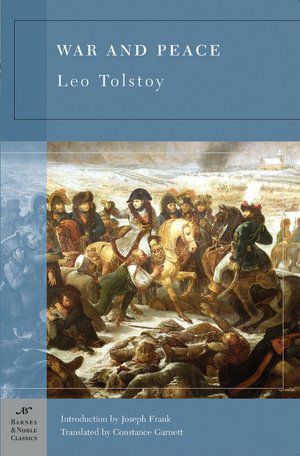 WAR AND PEACE
Leo Tolstoy
BARNES
& NOBLE
CLASSICS
Introduction by Joseph Frank
Translated by Constance Garnett